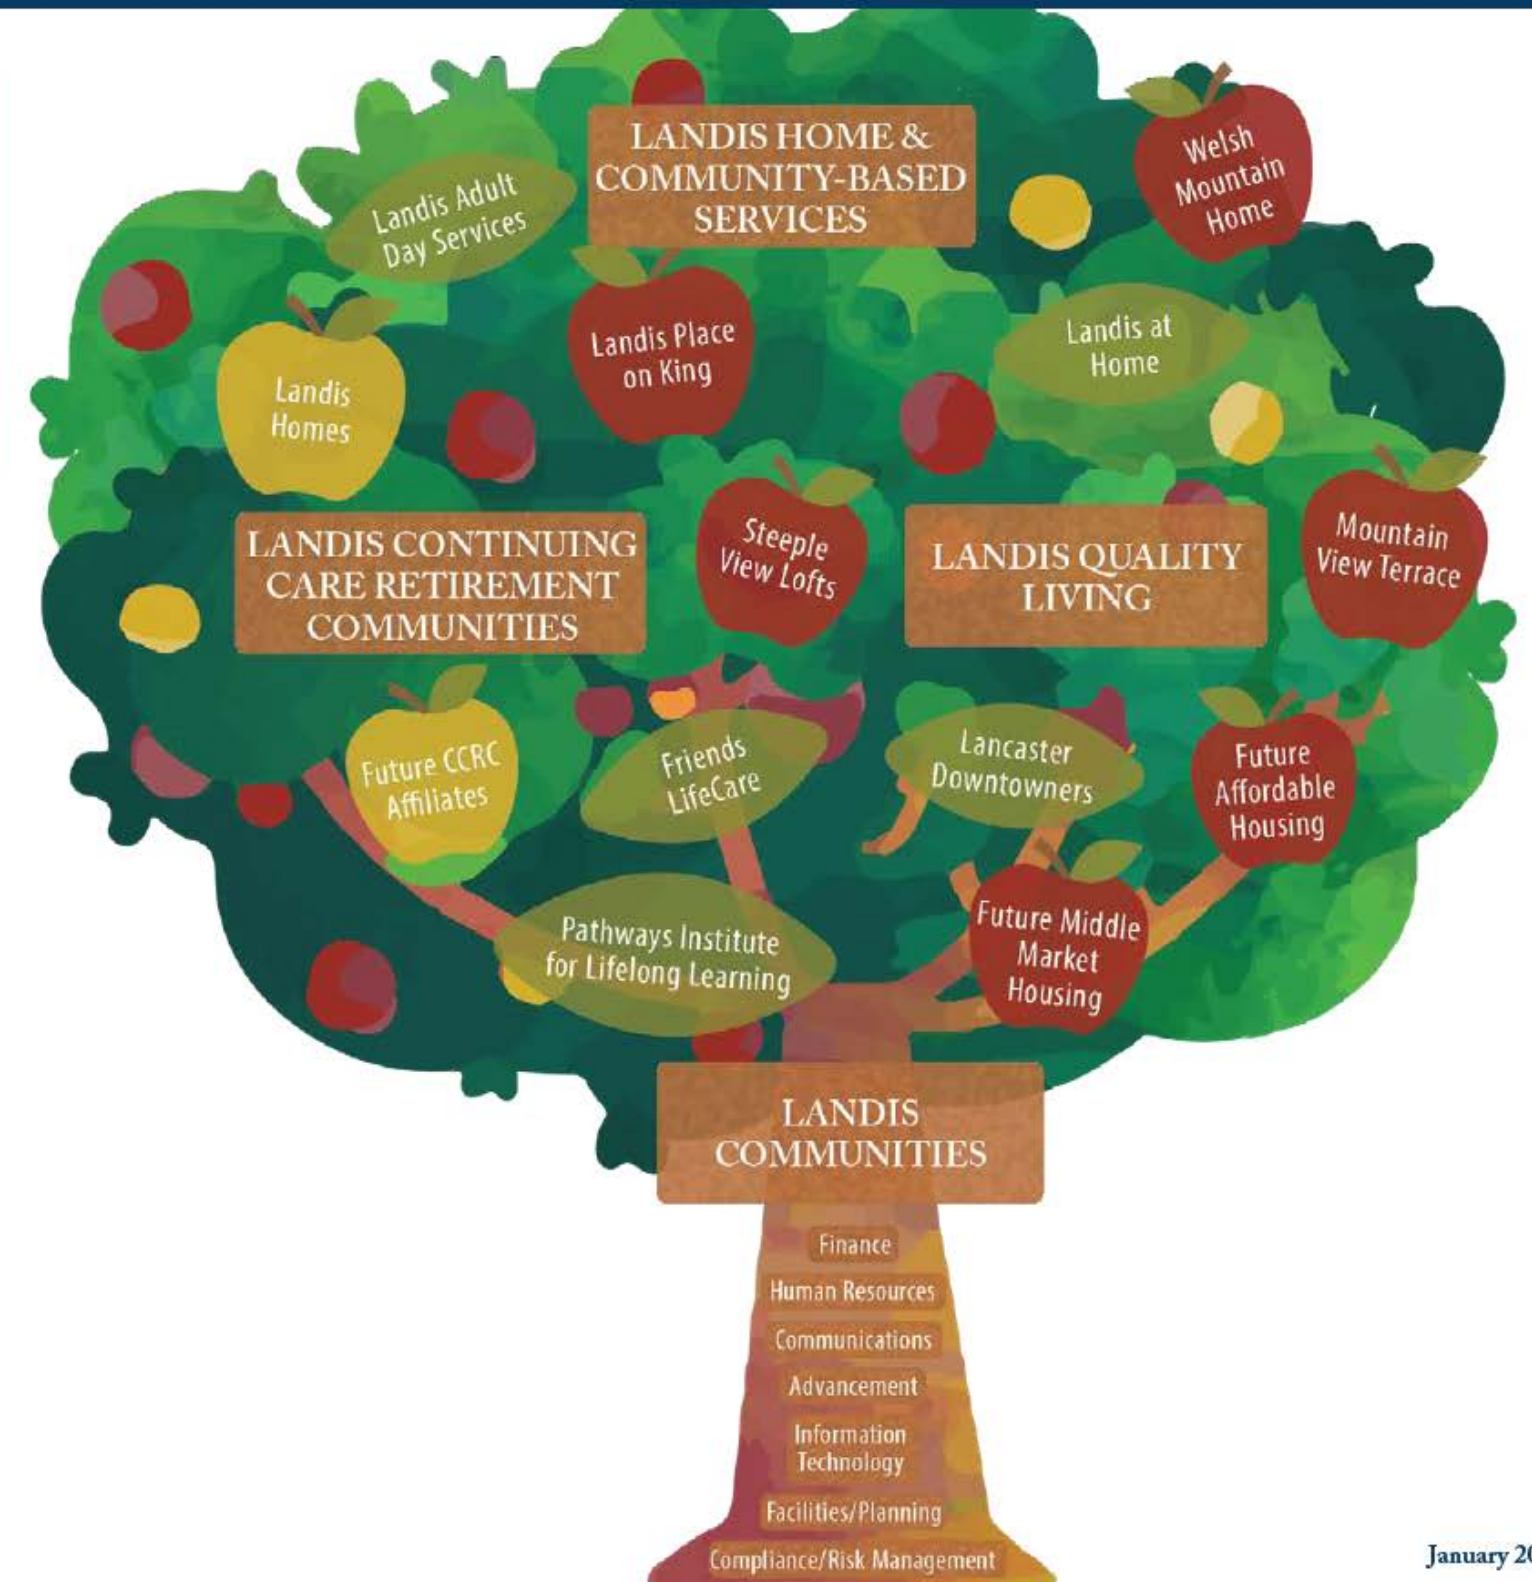 LANDIS HOME &
COMMUNITY-BASED
SERVICES
Welsh
Mountain
Home
Landis Adult
Day Services
Landis Place
on King
Landis at
Home
Landis
Homes
LANDIS CONTINUING
CARE RETIREMENT
COMMUNITIES
Steeple
View Lofts
LANDIS QUALITY
LIVING
Mountain
View Terrace
Future CCRC
Affiliates
Friends
LifeCare
Lancaster
Downtowners
Future
Affordable
Housing
Pathways Institute
for Lifelong Learning
Future Middle
Market
Housing
LANDIS
COMMUNITIES
Finance
Human Resources
Communications
Advancement
Information
Technology
Facilities/Planning
Compliance/Risk Management
January